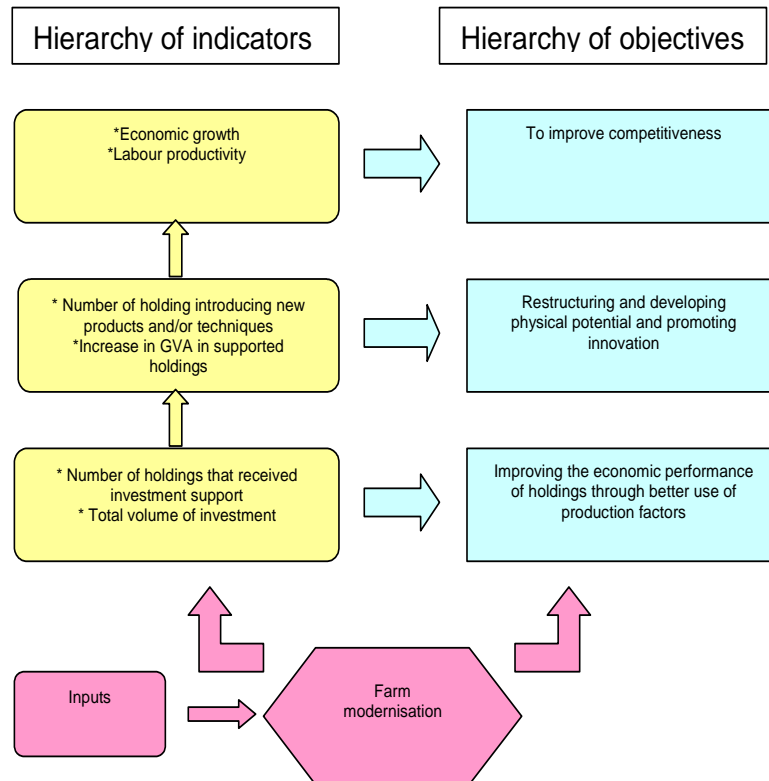 Hierarchy of indicators
Hierarchy of objectives
*Economic growth
*Labour productivity
To improve competitiveness
* Number of holding introducing new
products and/or techniques
*Increase in GVA in supported
holdings
Restructuring and developing
physical potential and promoting
innovation
* Number of holdings that received
investment support
* Total volume of investment
Improving the economic performance
of holdings through better use of
production factors
Inputs
Farm
modernisation